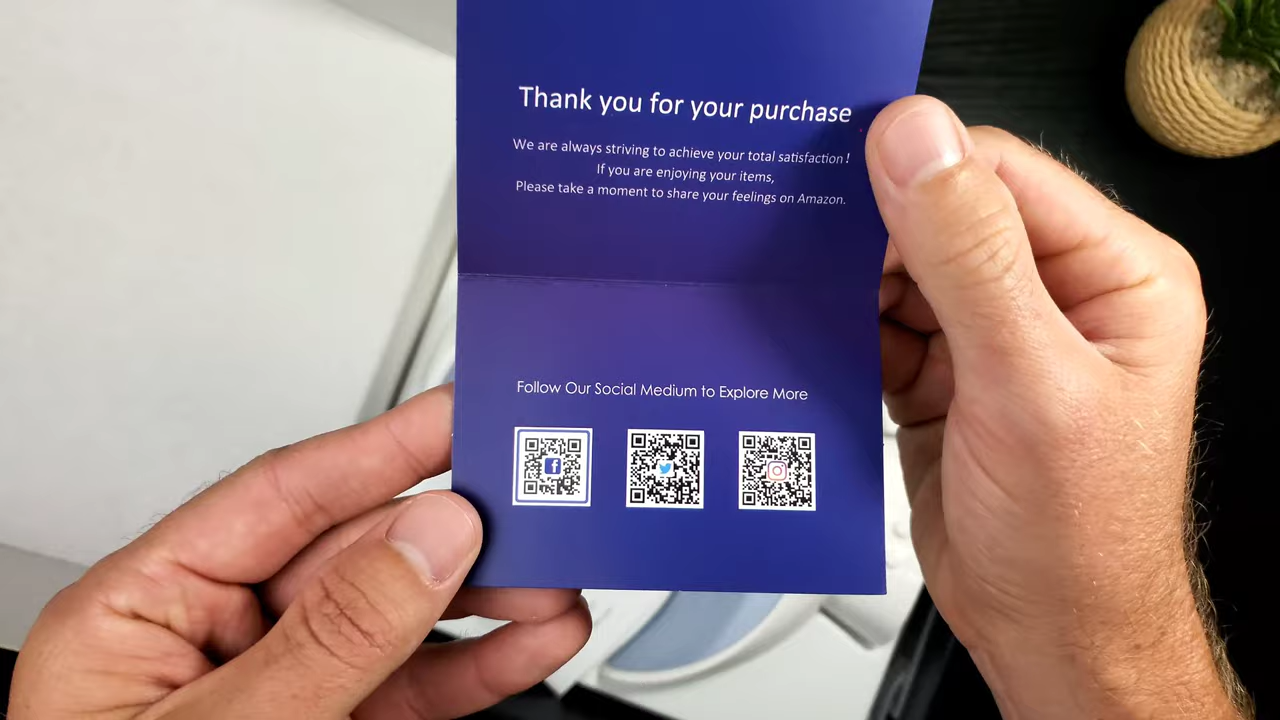 Thank you for your purchase
We are always striving to achieve your total satisfaction!
If you are enjoying your items,
Please take a moment to share your feelings on Amazon.
Follow Our Social Medium to Explore More